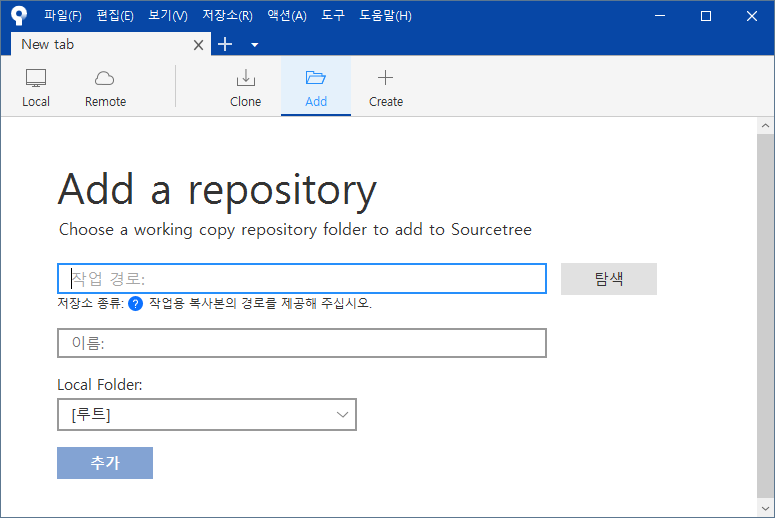 파일(F) 편집(E) 보기(V) 저장소(R) 액션(A) 도구 도움말(H)
New tab
Local Remote Clone Add Create
Add a repository
Choose a working copy repository folder to add to Sourcetree
작업 경로: 탐색
저장소 종류: ? 작업용 복사본의 경로를 제공해 주십시오.
이름:
Local Folder:
[루트]
추가